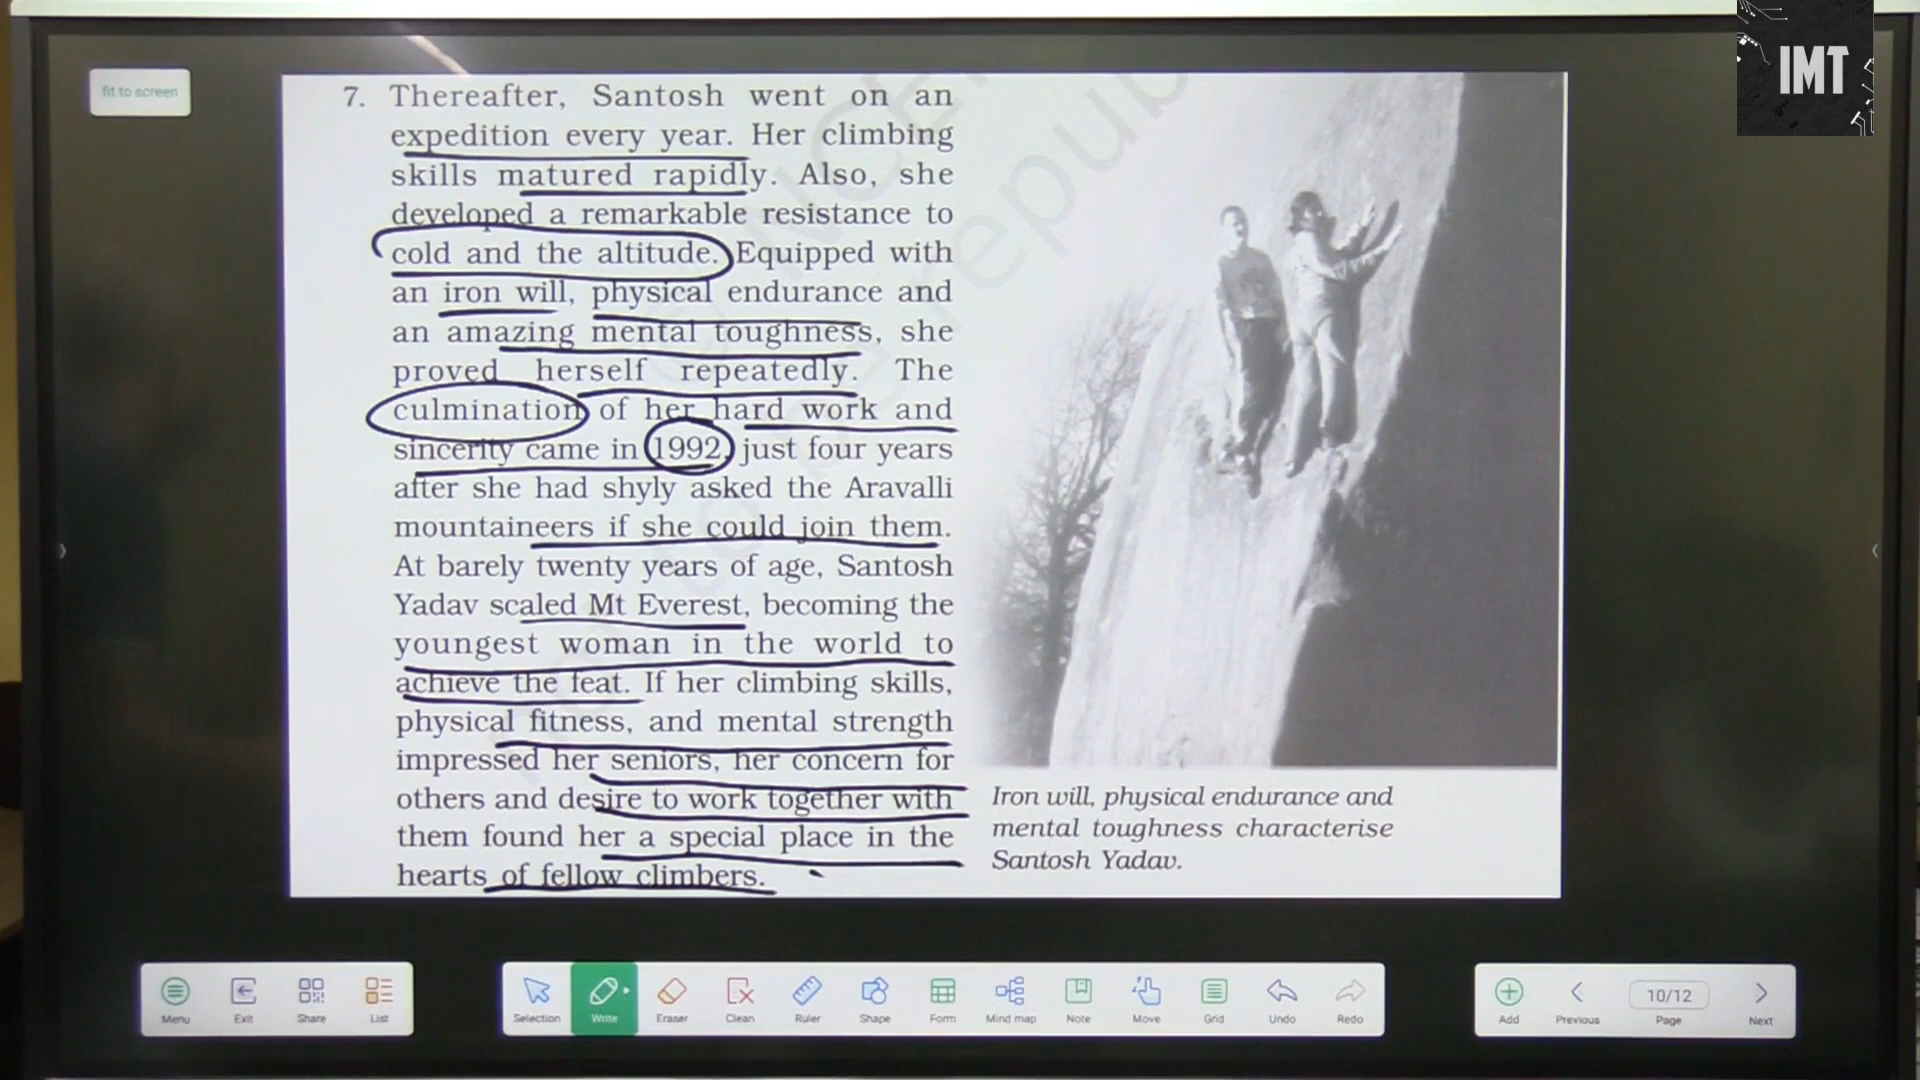 IMT
fit to screen
7. Thereafter, Santosh went on an
expedition every year. Her climbing
skills matured rapidly. Also, she
developed a remarkable resistance to
cold and the altitude. Equipped with
an iron will, physical endurance and
an amazing mental toughness, she
proved herself repeatedly. The
culmination of her hard work and
sincerity came in 1992, just four years
after she had shyly asked the Aravalli
mountaineers if she could join them.
At barely twenty years of age, Santosh
Yadav scaled Mt Everest, becoming the
youngest woman in the world to
achieve the feat. If her climbing skills,
physical fitness, and mental strength
impressed her seniors, her concern for
others and desire to work together with
them found her a special place in the
hearts of fellow climbers.
Iron will, physical endurance and
mental toughness characterise
Santosh Yadav.
Menu Exit Share List Selection Write Eraser Clean Ruler Shape Form Mind map Note Move Grid Undo Redo Add Previous 10/12 Page Next